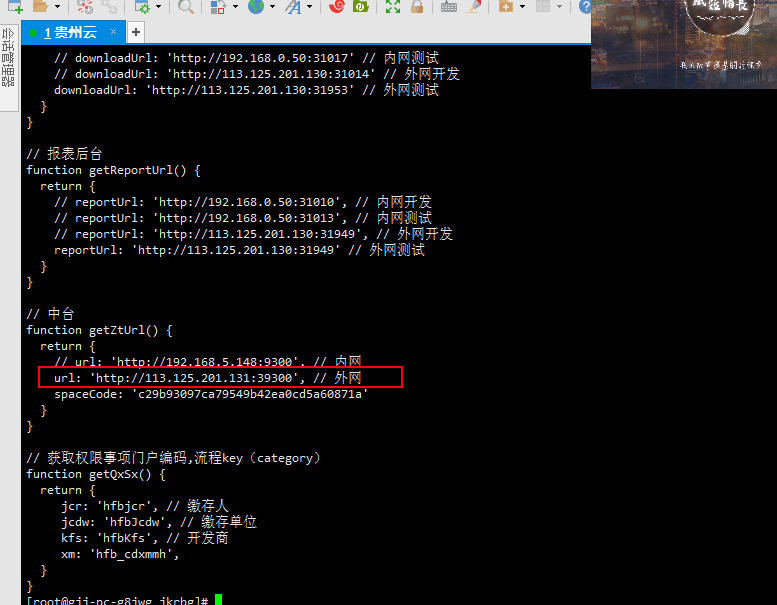 1 贵州云
会话管理器
// downloadUrl: 'http://192.168.0.50:31017' // 内网测试
// downloadUrl: 'http://113.125.201.130:31014' // 外网开发
downloadUrl: 'http://113.125.201.130:31953' // 外网测试
}
}
// 报表后台
function getReportUrl() {
return {
// reportUrl: 'http://192.168.0.50:31010', // 内网开发
// reportUrl: 'http://192.168.0.50:31013', // 内网测试
// reportUrl: 'http://113.125.201.130:31949', // 外网开发
reportUrl: 'http://113.125.201.130:31949' // 外网测试
}
}
// 中台
function getZtUrl() {
return {
// url: 'http://192.168.5.148:9300', // 内网
url: 'http://113.125.201.131:39300', // 外网
spaceCode: 'c29b93097ca79549b42ea0cd5a60871a'
}
}
// 获取权限事项门户编码,流程key（category）
function getQxSx() {
return {
jcr: 'hfbjcr', // 缴存人
jcdw: 'hfbJcdw', // 缴存单位
kfs: 'hfbKfs', // 开发商
xm: 'hfb_cdxmmh',
}
}
[root@gjj-pc-g8jwg jkrbg]#